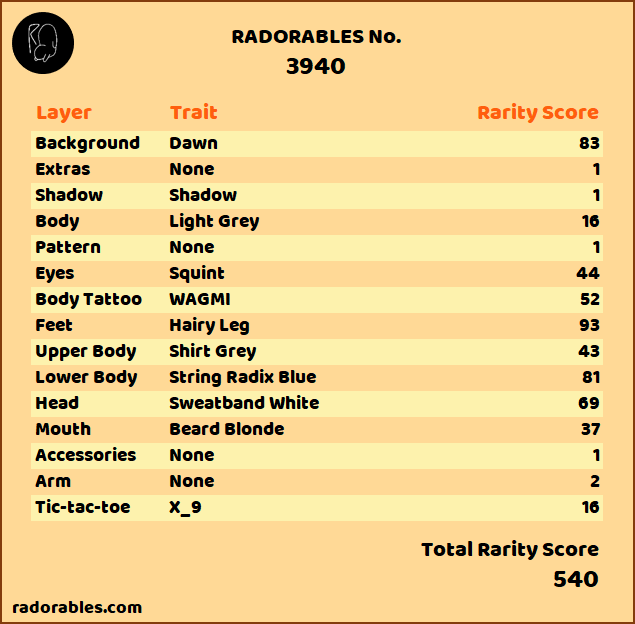 RADORABLES No.
3940
Layer Trait Rarity Score
Background Dawn 83
Extras None 1
Shadow Shadow 1
Body Light Grey 16
Pattern None 1
Eyes Squint 44
Body Tattoo WAGMI 52
Feet Hairy Leg 93
Upper Body Shirt Grey 43
Lower Body String Radix Blue 81
Head Sweatband White 69
Mouth Beard Blonde 37
Accessories None 1
Arm None 2
Tic-tac-toe X_9 16
Total Rarity Score
540
radorables.com